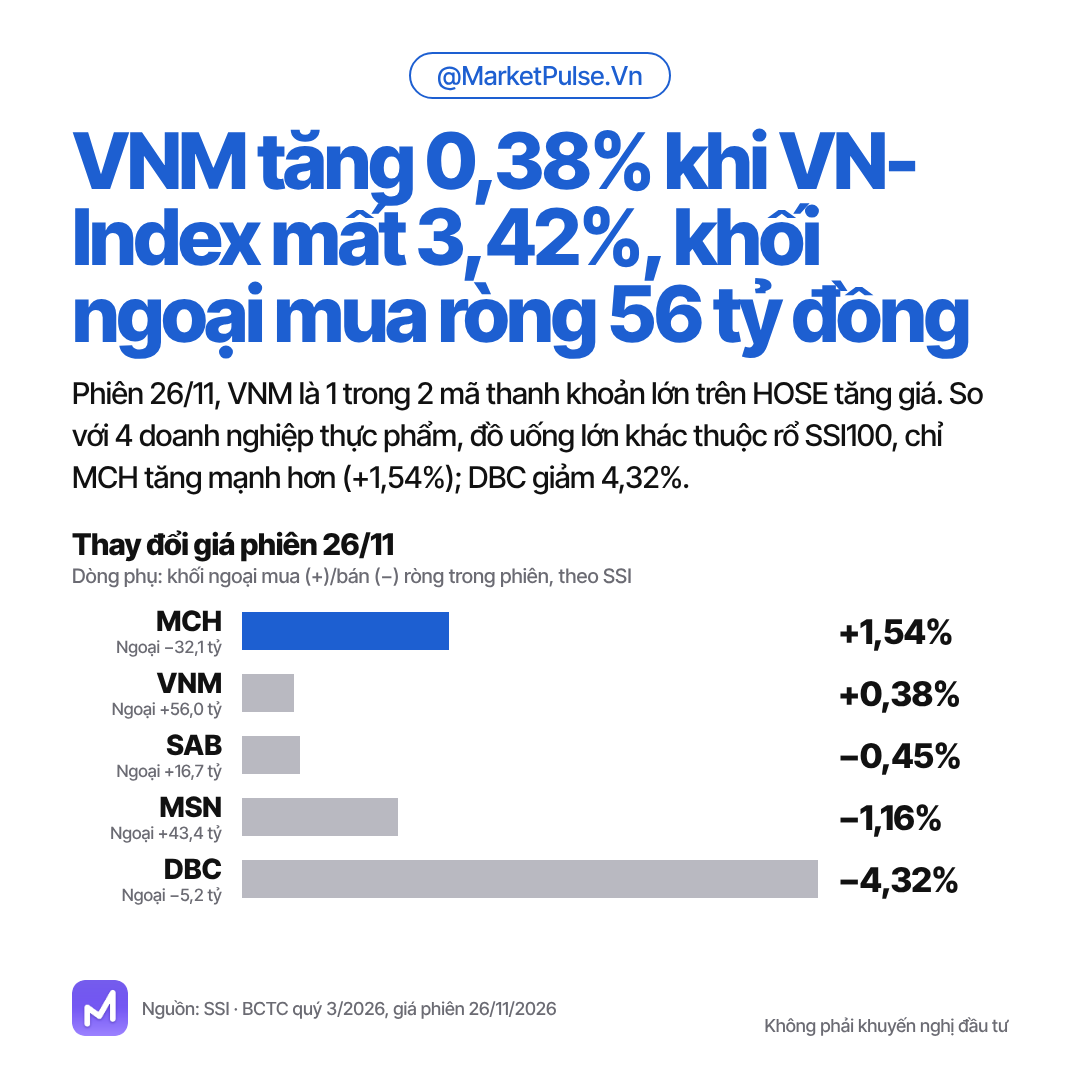 @MarketPulse.Vn
VNM tăng 0,38% khi VN-
Index mất 3,42%, khối
ngoại mua ròng 56 tỷ đồng
Phiên 26/11, VNM là 1 trong 2 mã thanh khoản lớn trên HOSE tăng giá. So
với 4 doanh nghiệp thực phẩm, đồ uống lớn khác thuộc rổ SSI100, chỉ
MCH tăng mạnh hơn (+1,54%); DBC giảm 4,32%.
Thay đổi giá phiên 26/11
Dòng phụ: khối ngoại mua (+)/bán (−) ròng trong phiên, theo SSI
MCH
Ngoại −32,1 tỷ
+1,54%
VNM
Ngoại +56,0 tỷ
+0,38%
SAB
Ngoại +16,7 tỷ
−0,45%
MSN
Ngoại +43,4 tỷ
−1,16%
DBC
Ngoại −5,2 tỷ
−4,32%
Nguồn: SSI · BCTC quý 3/2026, giá phiên 26/11/2026
Không phải khuyến nghị đầu tư